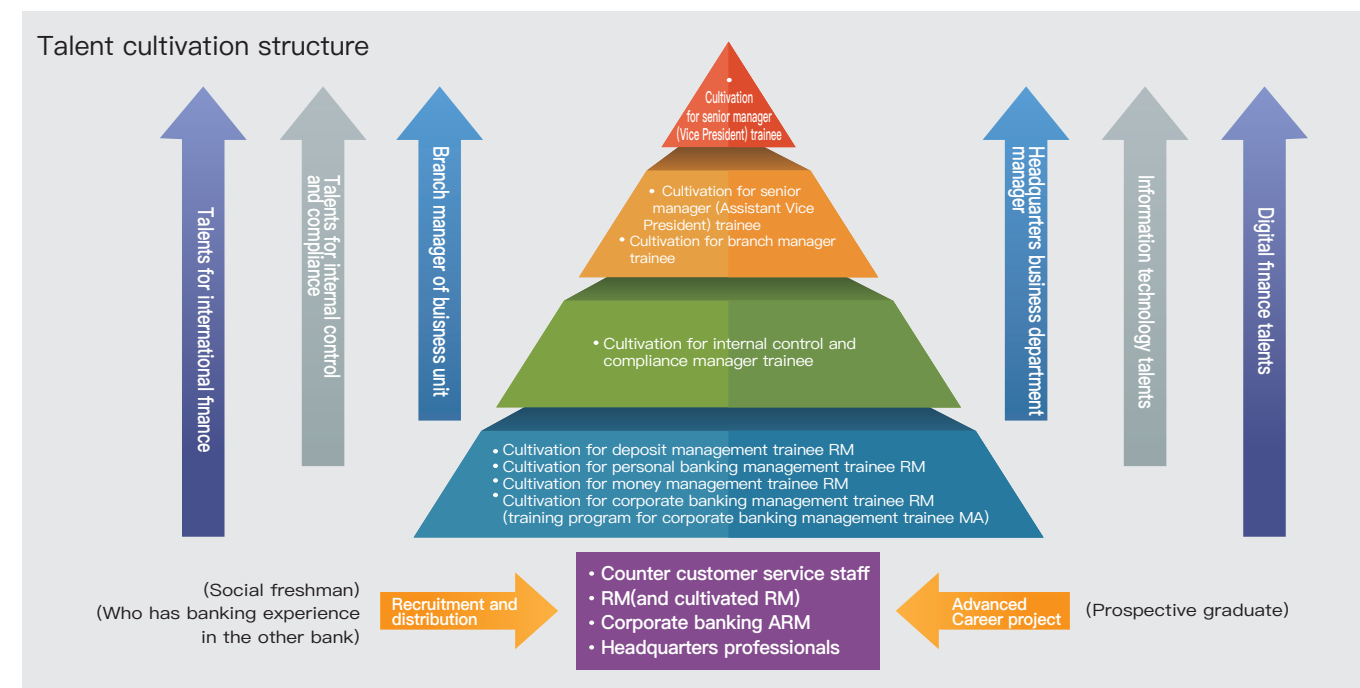 Talent cultivation structure
Talents for international finance
Talents for internal control
and compliance
Branch manager of buisness unit
•
Cultivation
for senior manager
(Vice President) trainee
• Cultivation for senior
manager (Assistant Vice
President) trainee
• Cultivation for branch manager
trainee
• Cultivation for internal control and
compliance manager trainee
• Cultivation for deposit management trainee RM
• Cultivation for personal banking management trainee RM
• Cultivation for money management trainee RM
• Cultivation for corporate banking management trainee RM
(training program for corporate banking management trainee MA)
Headquarters business department
manager
Information technology talents
Digital finance talents
(Social freshman)
(Who has banking experience
in the other bank)
Recruitment and
distribution
• Counter customer service staff
• RM(and cultivated RM)
• Corporate banking ARM
• Headquarters professionals
Advanced
Career project
(Prospective graduate)